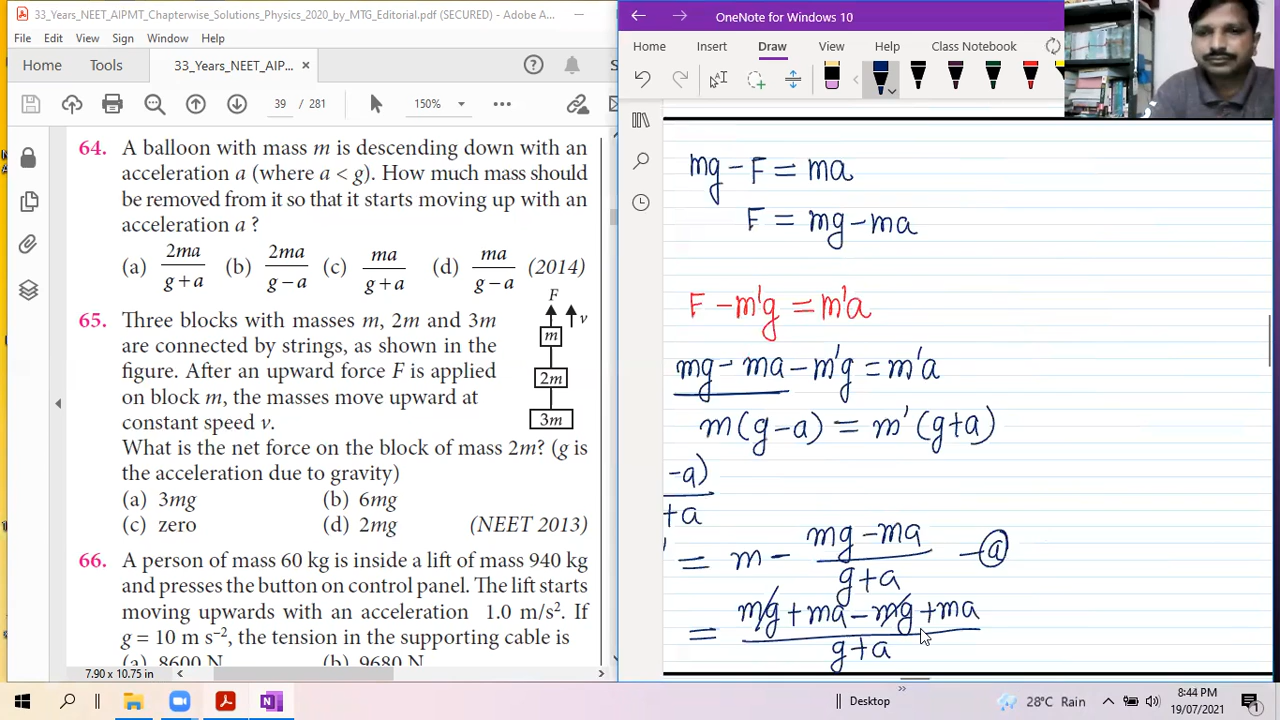 33_Years_NEET_AIPMT_Chapterwise_Solutions_Physics_2020_by_MTG_Editorial.pdf (SECURED) - Adobe A...
File Edit View Sign Window Help
Home Tools 33_Years_NEET_AIP... ×
39 / 281 150%
64. A balloon with mass m is descending down with an
acceleration a (where a < g). How much mass should
be removed from it so that it starts moving up with an
acceleration a ?
(a) 2ma/(g + a) (b) 2ma/(g – a) (c) ma/(g + a) (d) ma/(g – a) (2014)
65. Three blocks with masses m, 2m and 3m
are connected by strings, as shown in the
figure. After an upward force F is applied
on block m, the masses move upward at
constant speed v.
What is the net force on the block of mass 2m? (g is
the acceleration due to gravity)
(a) 3mg (b) 6mg
(c) zero (d) 2mg (NEET 2013)
F
v
m
2m
3m
66. A person of mass 60 kg is inside a lift of mass 940 kg
and presses the button on control panel. The lift starts
moving upwards with an acceleration 1.0 m/s². If
g = 10 m s⁻², the tension in the supporting cable is
(a) 8600 N (b) 9680 N
7.90 x 10.75 in
OneNote for Windows 10
Home Insert Draw View Help Class Notebook
mg - F = ma
F = mg - ma
F - m'g = m'a
mg - ma - m'g = m'a
m(g-a) = m'(g+a)
-a)
+a
' = m - (mg - ma)/(g+a) - a
= (mg + ma - mg + ma)/(g+a)
Desktop
28°C Rain
8:44 PM
19/07/2021